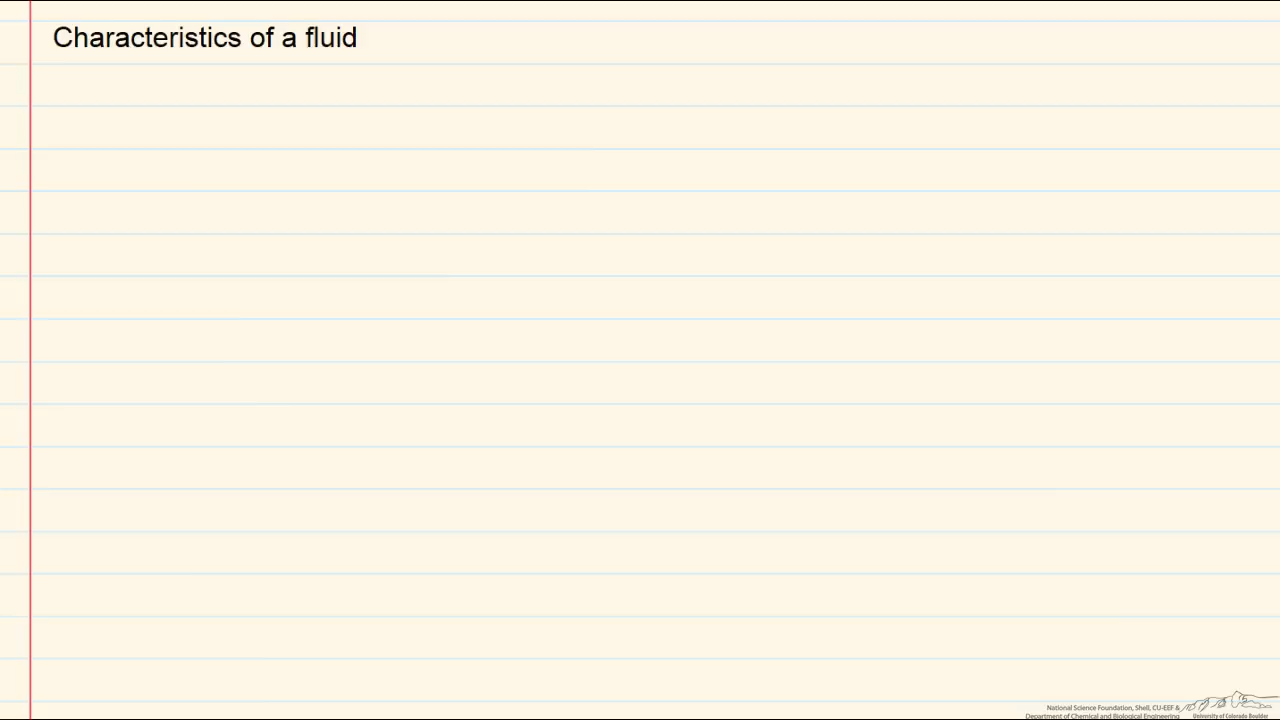 Characteristics of a fluid
National Science Foundation, Shell, CU-EEF &
Department of Chemical and Biological Engineering
University of Colorado Boulder